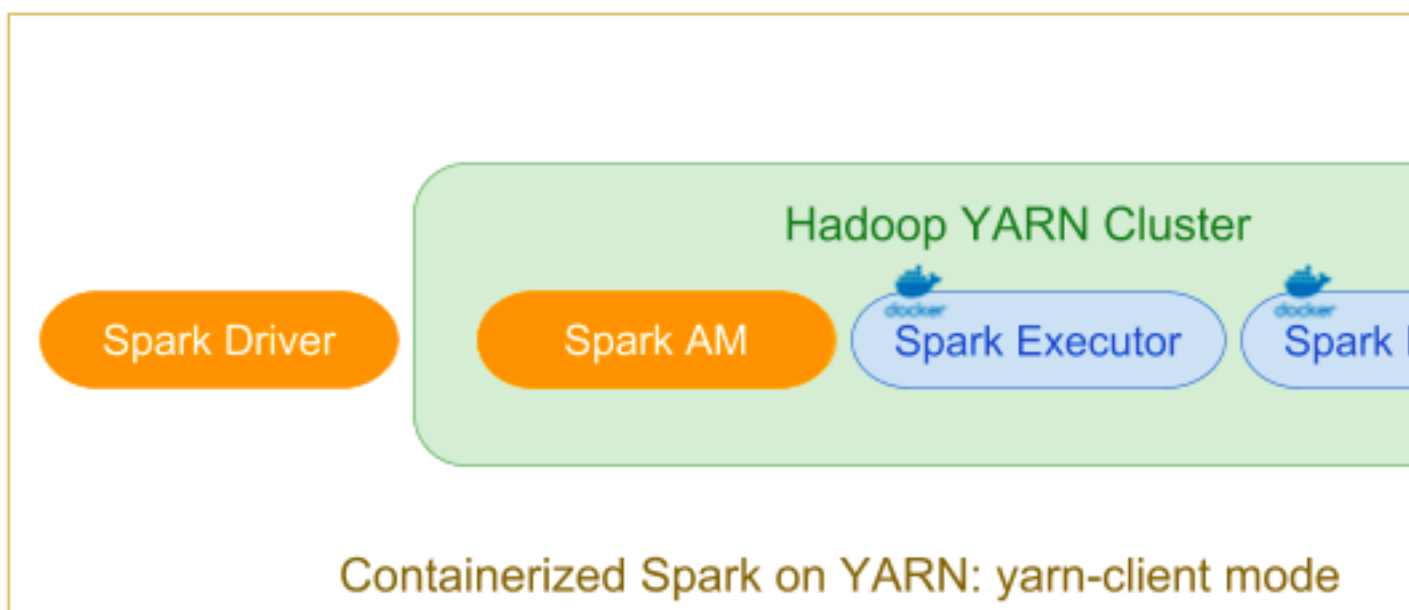 Hadoop YARN Cluster
docker
docker
Spark Driver
Spark AM
Spark Executor
Spark
Containerized Spark on YARN: yarn-client mode